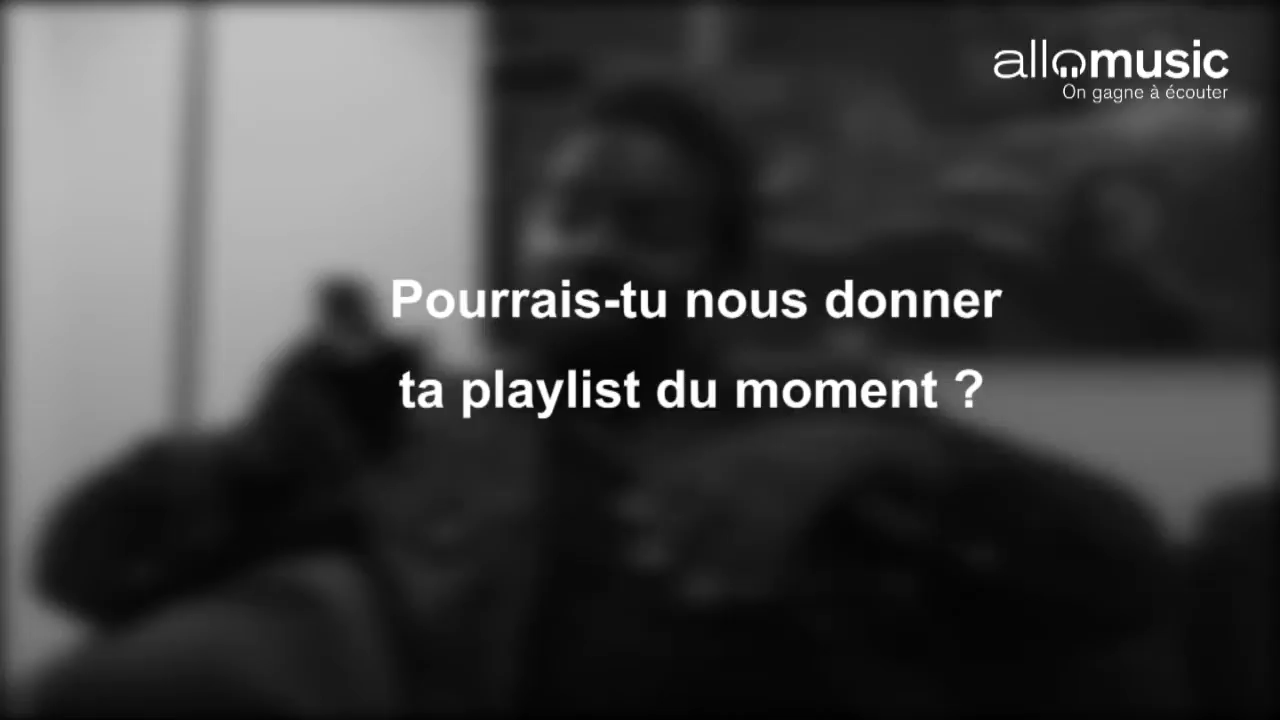 allomusic
On gagne à écouter
Pourrais-tu nous donner
ta playlist du moment ?